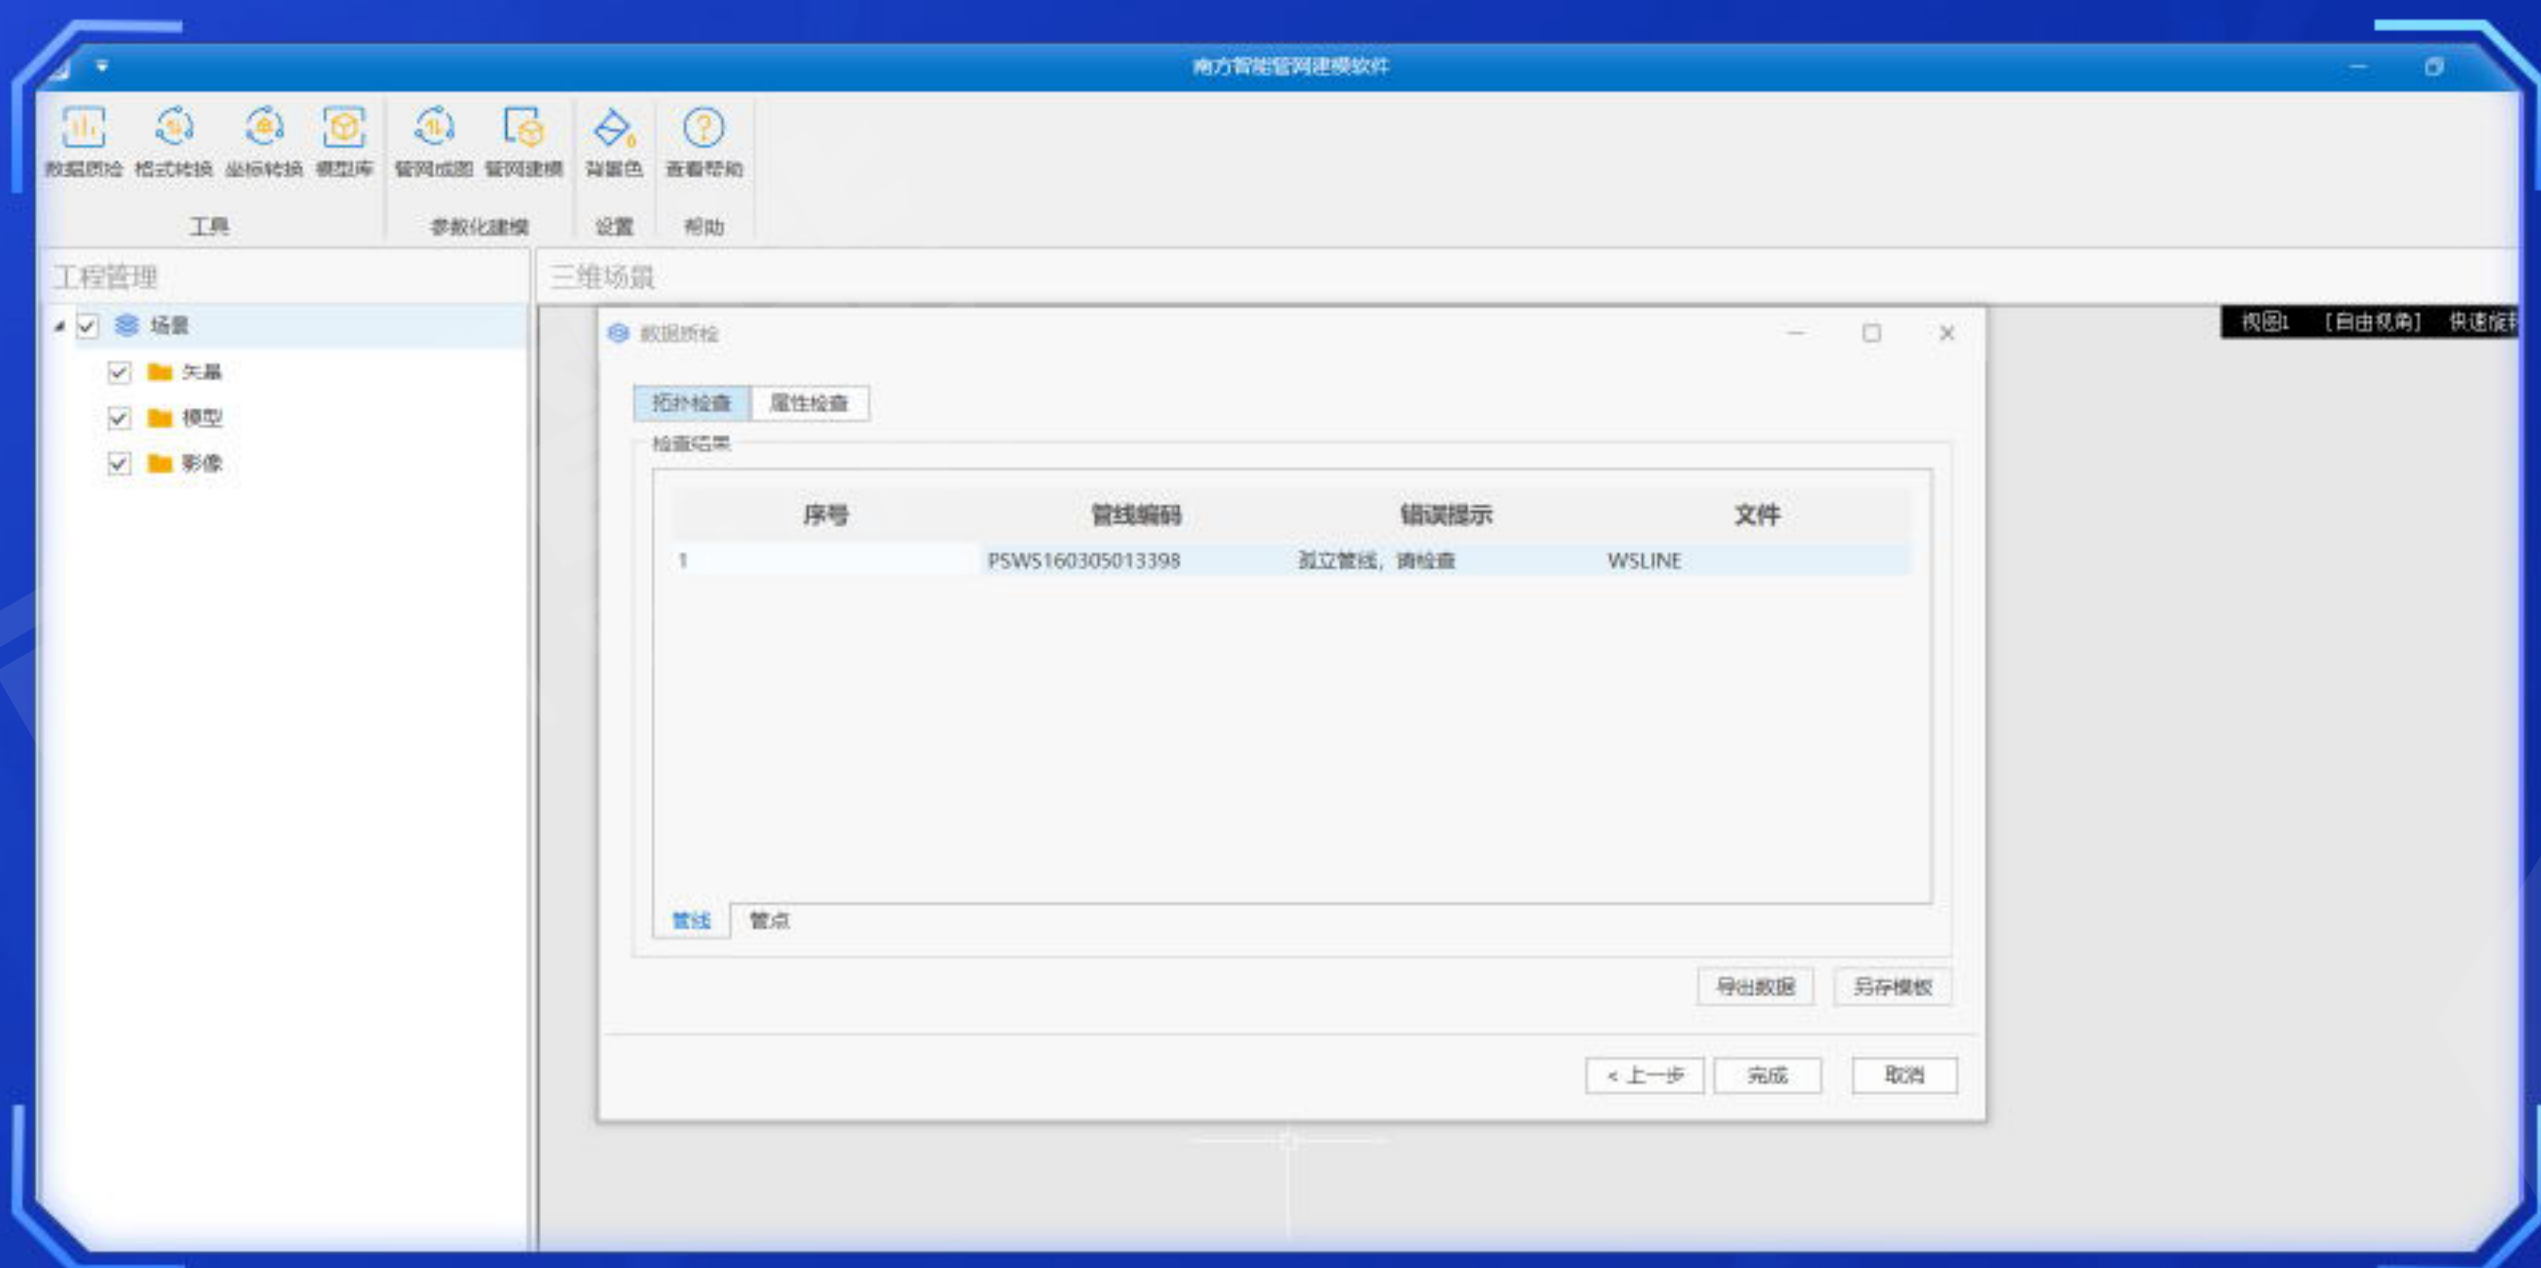 南方智能管网建模软件
数据质检 格式转换 坐标转换 模型库 管网成图 管网建模 背景色 查看帮助
工具 参数化建模 设置 帮助
工程管理
三维场景
场景
矢量
模型
影像
视图1 [自由视角] 快速旋转
数据质检
拓扑检查 属性检查
检查结果
序号 管线编码 错误提示 文件
1 PSWS160305013398 孤立管线，请检查 WSLINE
管线 管点
导出数据 另存模板
< 上一步 完成 取消